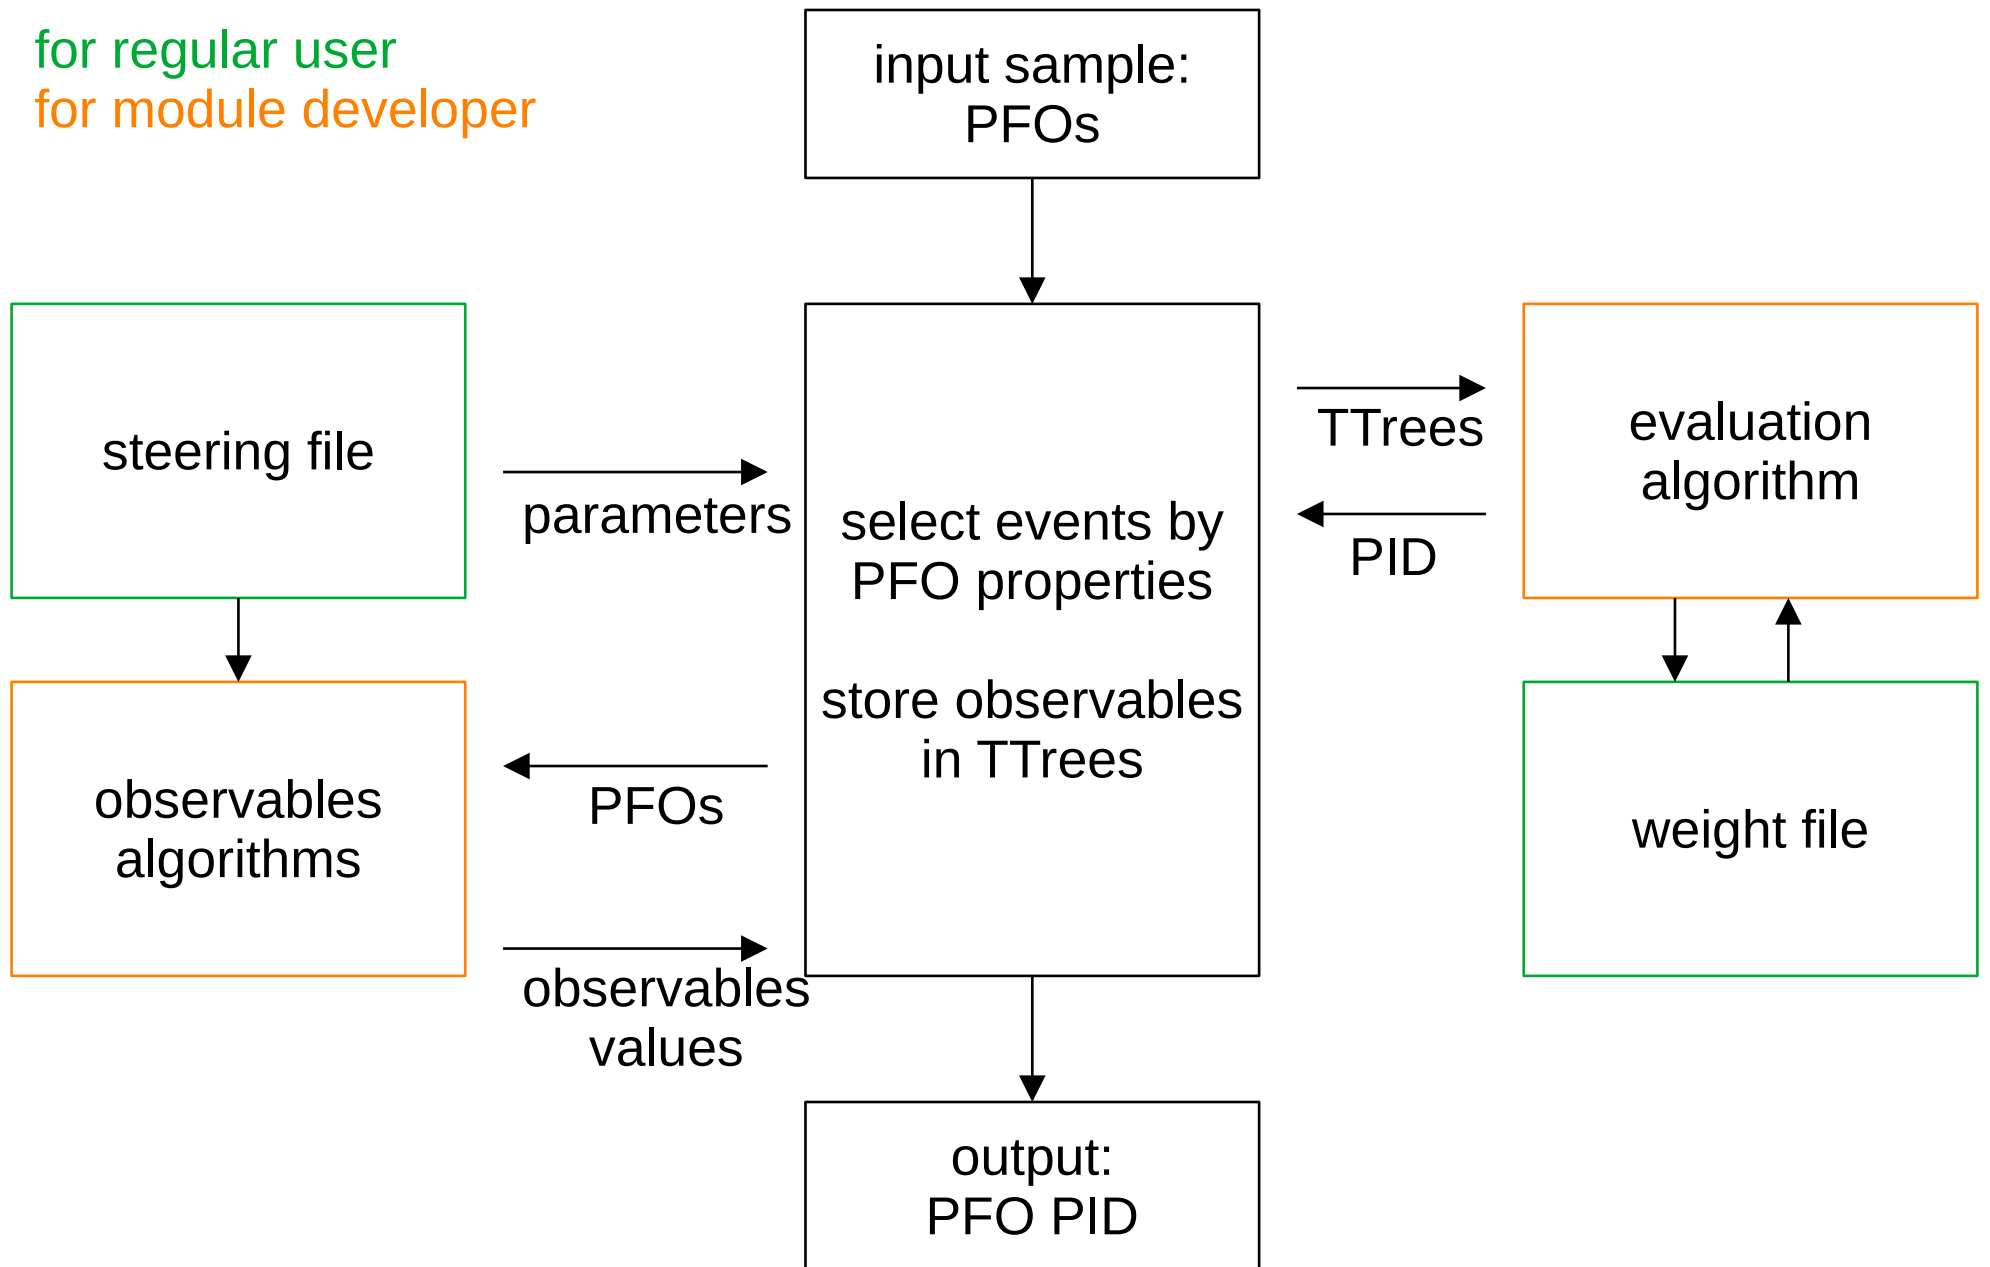 for regular user
for module developer
input sample:
PFOs
steering file
parameters
select events by
PFO properties
store observables
in TTrees
TTrees
PID
evaluation
algorithm
observables
algorithms
PFOs
observables
values
weight file
output:
PFO PID